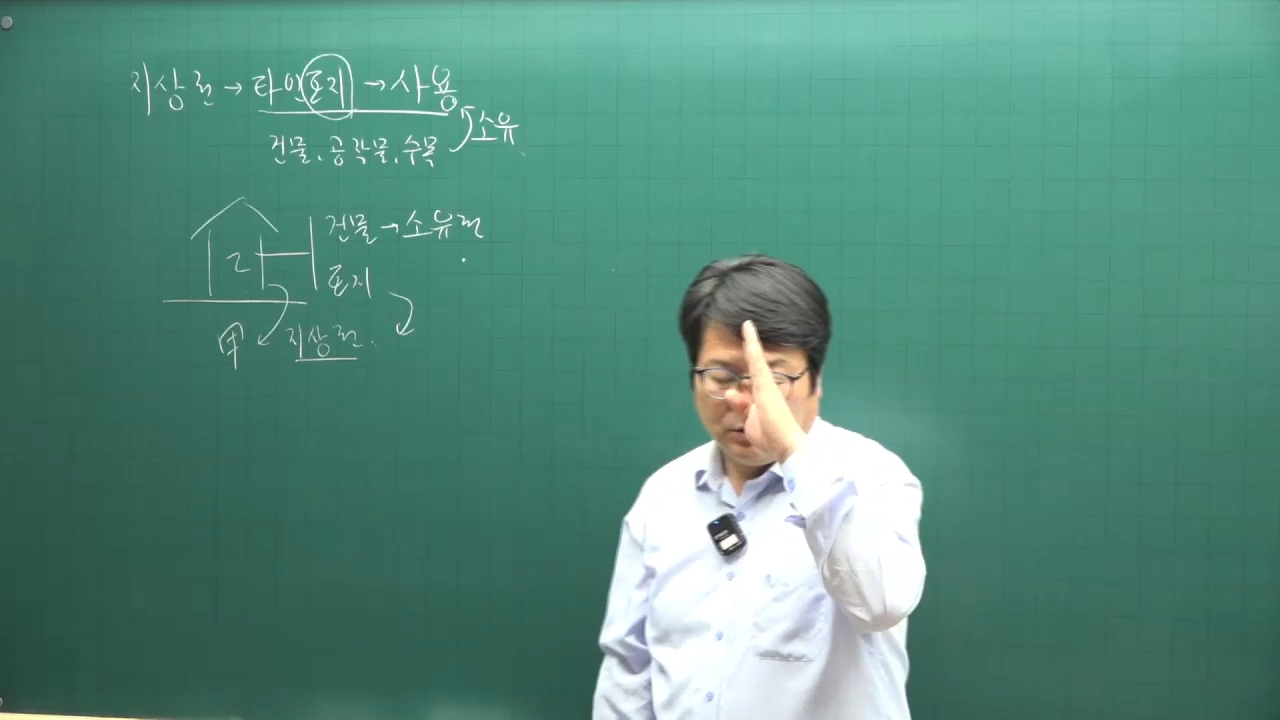 지상권 → 타인토지 → 사용
건물.공작물.수목 소유
乙 건물 → 소유권
토지
甲 지상권.